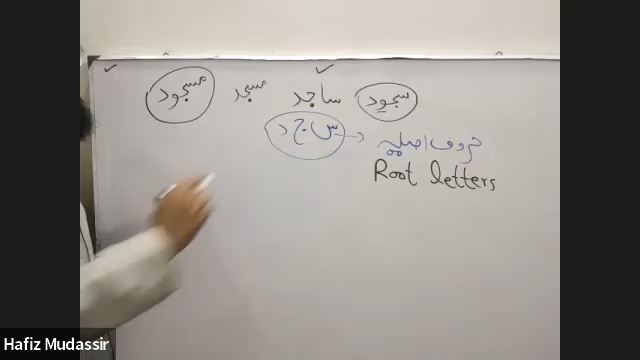 سجود ساجد مسجد مسجود
س ج د حروف اصلیہ
Root letters
Hafiz Mudassir